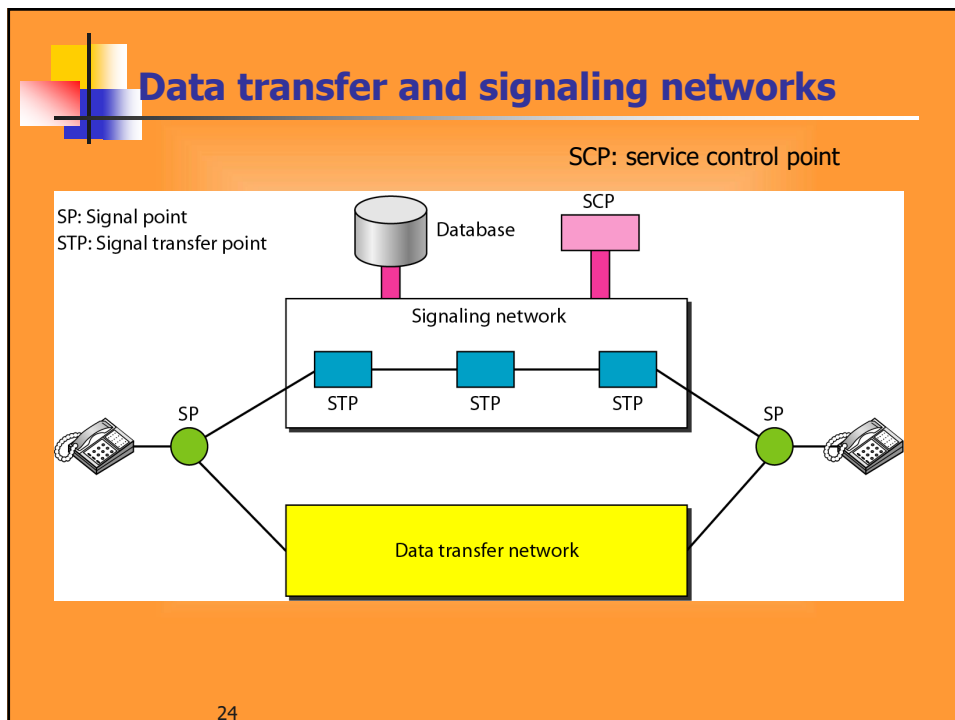 Data transfer and signaling networks
SCP: service control point
SP: Signal point
STP: Signal transfer point
Database
SCP
Signaling network
STP
STP
STP
SP
SP
Data transfer network
24